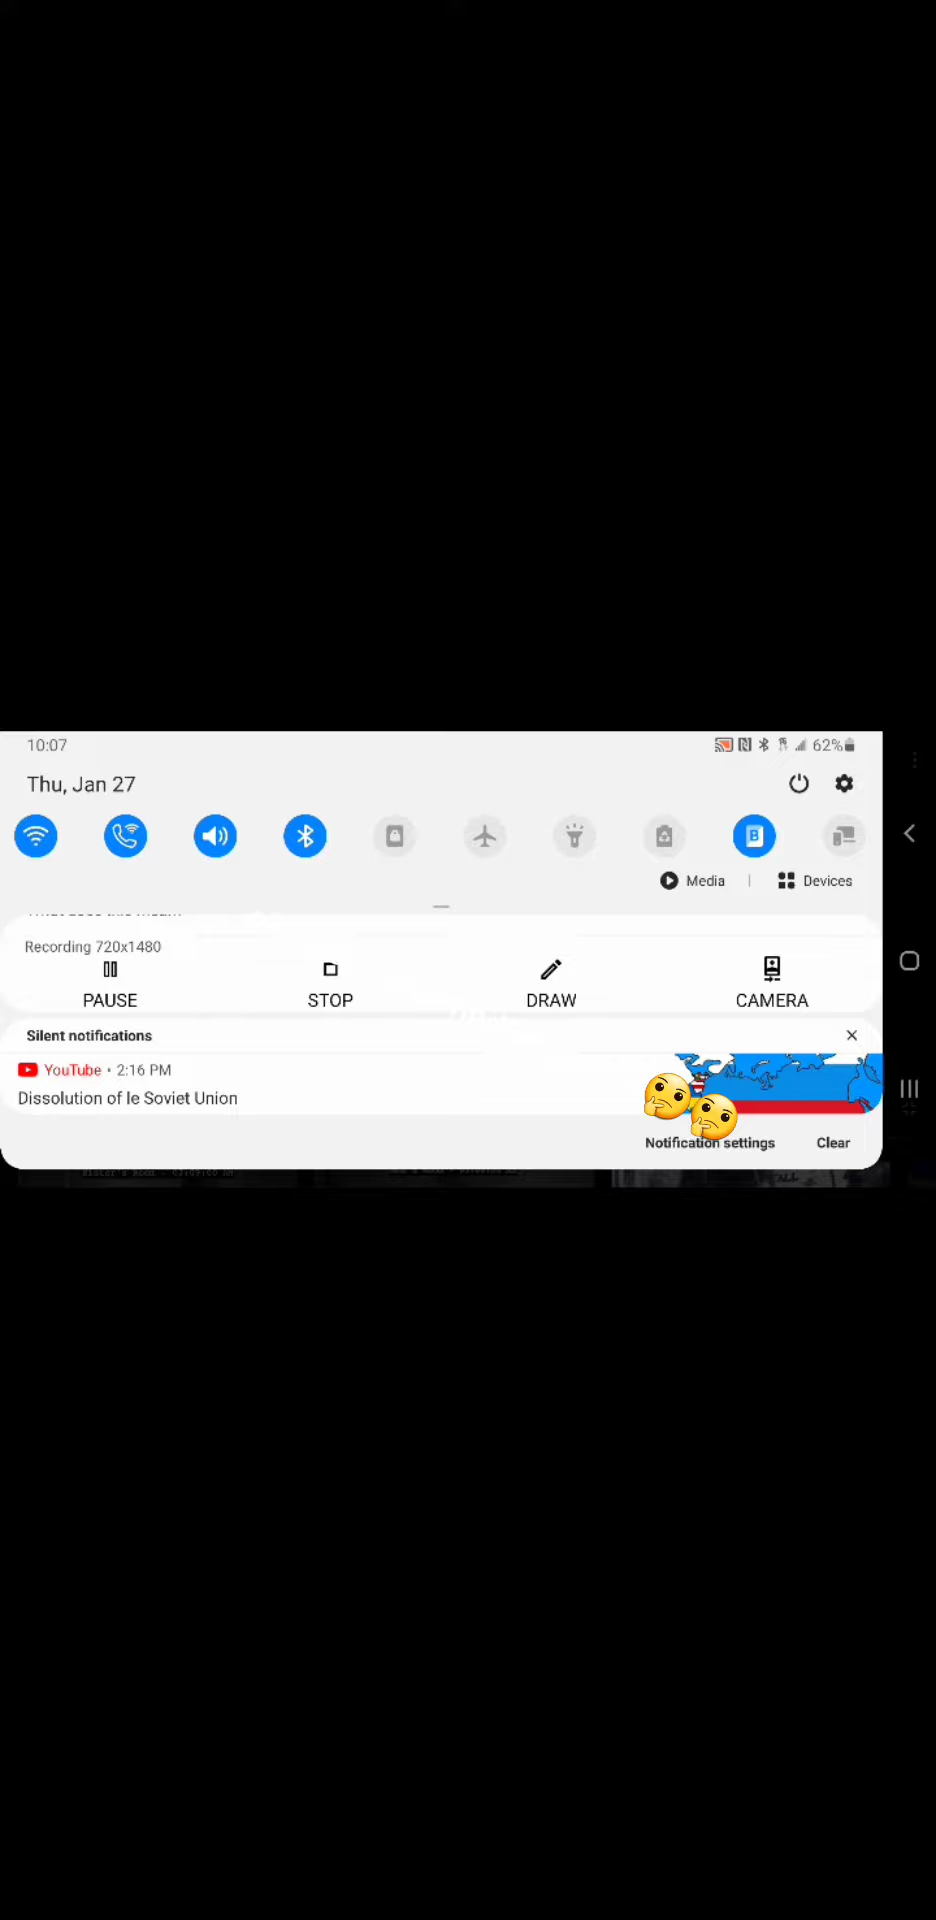 10:07
62%
Thu, Jan 27
Media | Devices
Recording 720x1480
PAUSE STOP DRAW CAMERA
Silent notifications
YouTube • 2:16 PM
Dissolution of le Soviet Union
Notification settings Clear